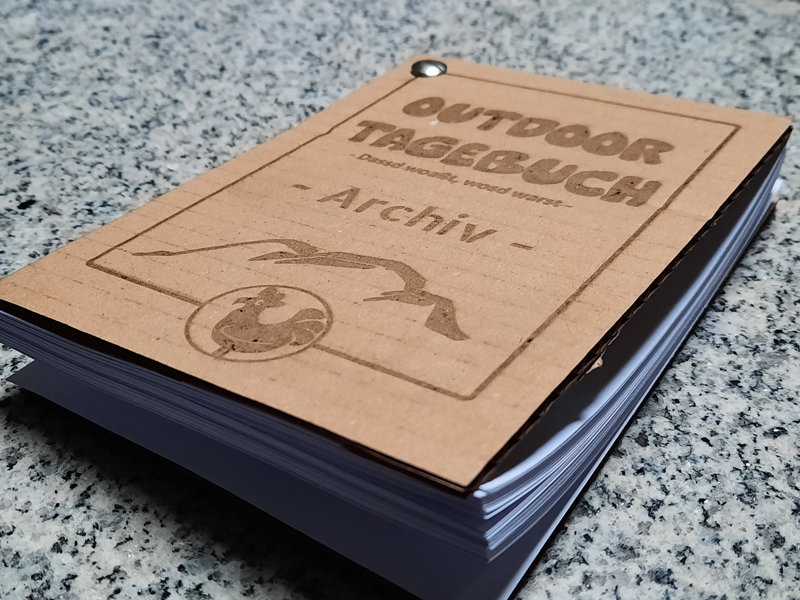 OUTDOOR
TAGEBUCH
-Dassd woaßt, wosd warst-
- Archiv -